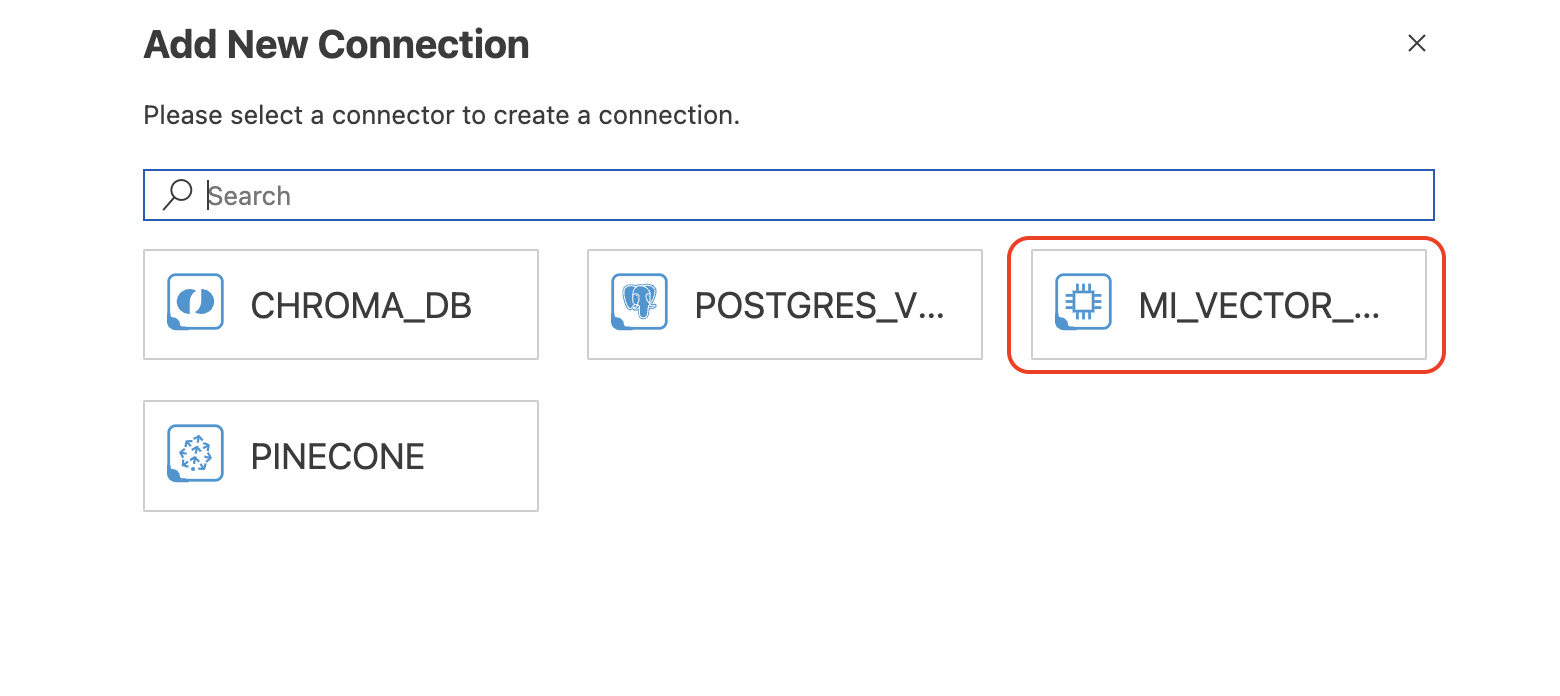 Add New Connection
Please select a connector to create a connection.
Search
CHROMA_DB
POSTGRES_V...
MI_VECTOR_...
PINECONE